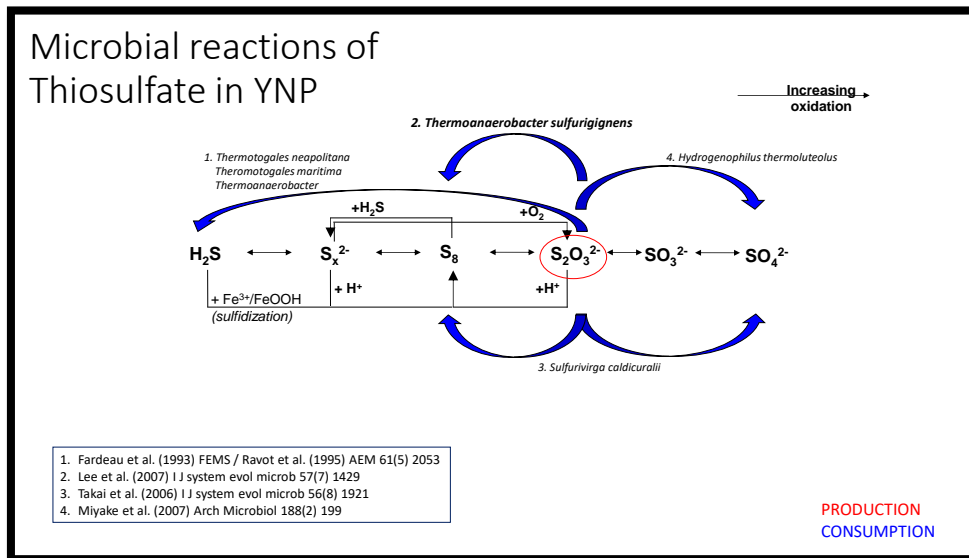 Microbial reactions of
Thiosulfate in YNP
Increasing
oxidation
2. Thermoanaerobacter sulfurigignens
1. Thermotogales neapolitana
Theromotogales maritima
Thermoanaerobacter
4. Hydrogenophilus thermoluteolus
+H₂S
+O₂
H₂S
Sₓ²⁻
S₈
S₂O₃²⁻
SO₃²⁻
SO₄²⁻
+ Fe³⁺/FeOOH
(sulfidization)
+ H⁺
+H⁺
3. Sulfurivirga caldicuralii
1. Fardeau et al. (1993) FEMS / Ravot et al. (1995) AEM 61(5) 2053
2. Lee et al. (2007) I J system evol microb 57(7) 1429
3. Takai et al. (2006) I J system evol microb 56(8) 1921
4. Miyake et al. (2007) Arch Microbiol 188(2) 199
PRODUCTION
CONSUMPTION